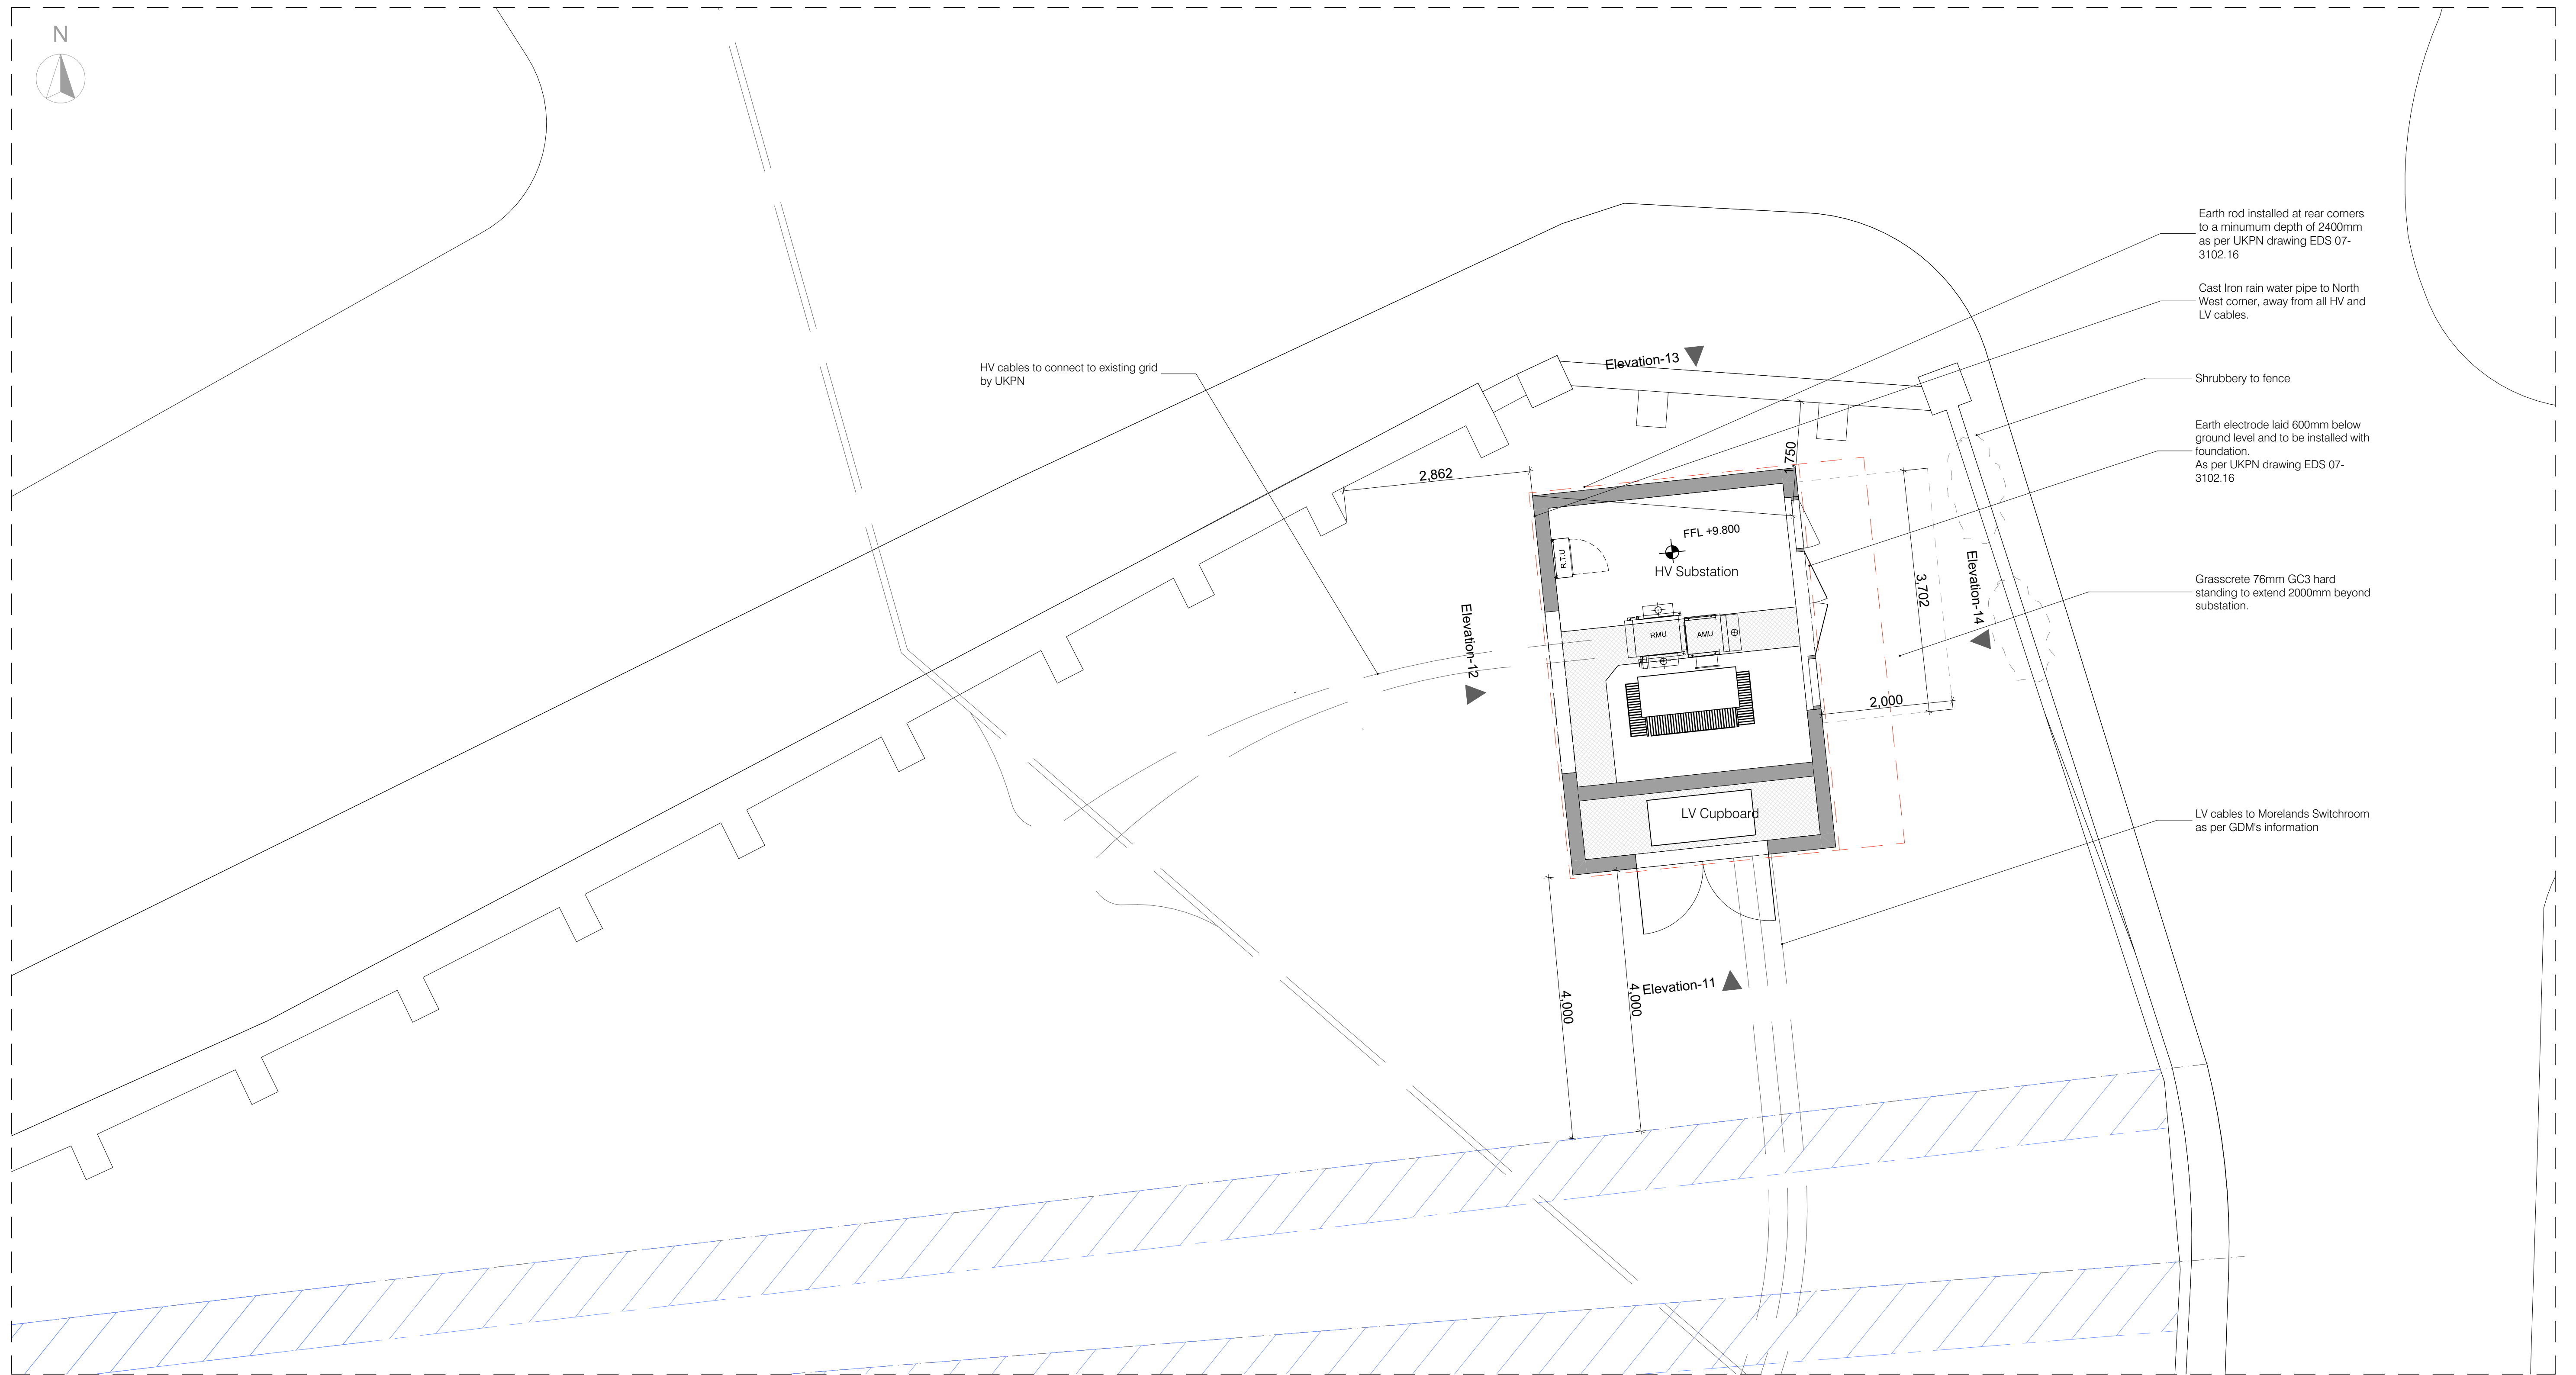 N
Earth rod installed at rear corners
to a minumum depth of 2400mm
as per UKPN drawing EDS 07-
3102.16
Cast Iron rain water pipe to North
West corner, away from all HV and
LV cables.
Elevation-13
HV cables to connect to existing grid
by UKPN
Shrubbery to fence
Earth electrode laid 600mm below
ground level and to be installed with
foundation.
As per UKPN drawing EDS 07-
3102.16
1,750
2,862
FFL +9.800
R.T.U
HV Substation
Elevation-14
3,702
Grasscrete 76mm GC3 hard
standing to extend 2000mm beyond
substation.
Elevation-12
RMU
AMU
2,000
LV Cupboard
LV cables to Morelands Switchroom
as per GDM's information
Elevation-11
4,000
4,000